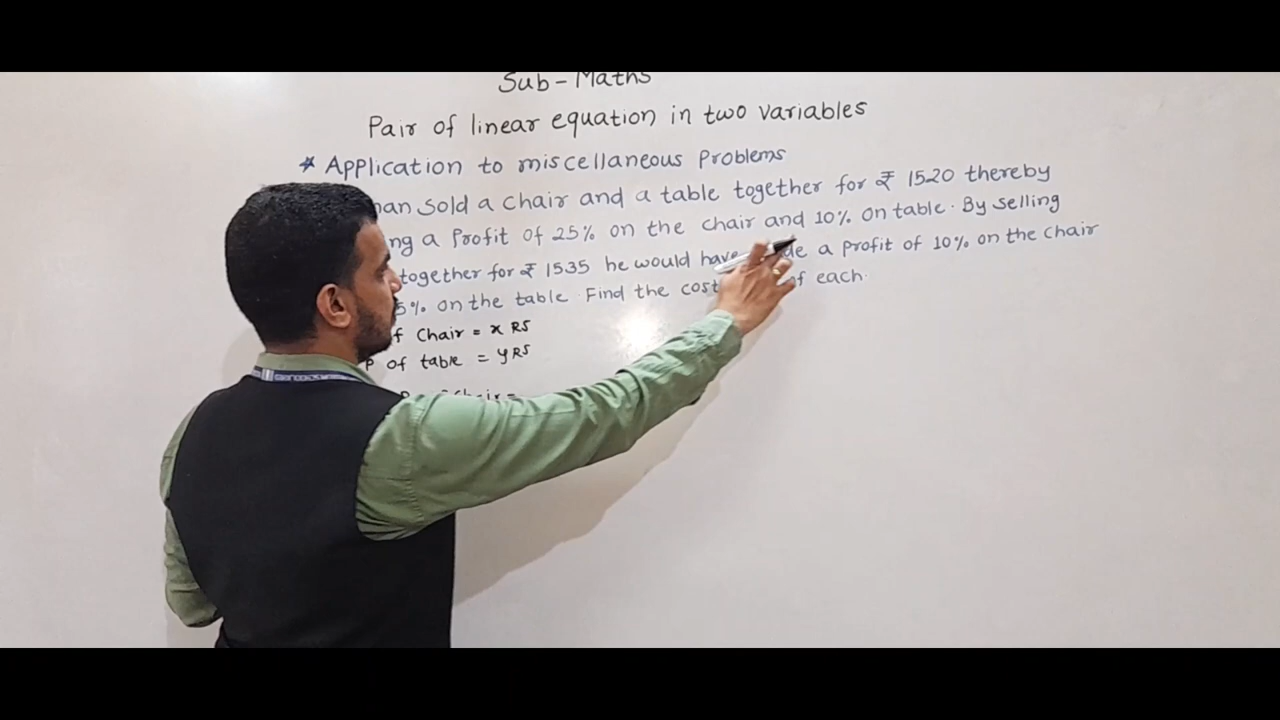 Sub - Maths
Pair of linear equation in two variables
* Application to miscellaneous Problems
man sold a chair and a table together for ₹ 1520 thereby
ng a Profit of 25% on the chair and 10% on table. By selling
together for ₹ 1535 he would have de a profit of 10% on the chair
5% on the table. Find the cost of each.
f Chair = x RS
P of table = y RS